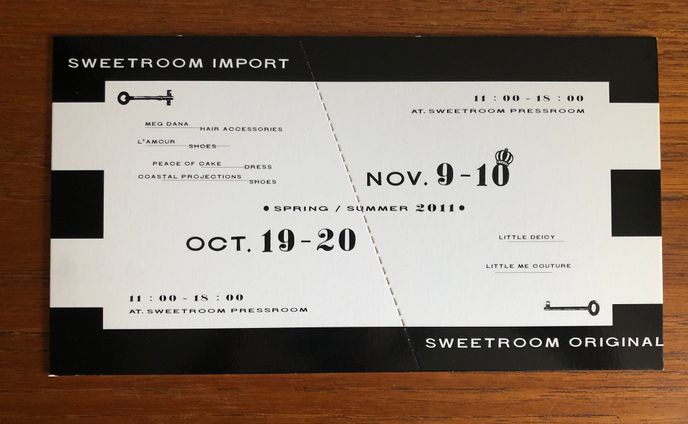 SWEETROOM IMPORT
MEG DANA HAIR ACCESSORIES
L'AMOUR SHOES
PEACE OF CAKE DRESS
COASTAL PROJECTIONS SHOES
11 : 00 - 18 : 00
AT. SWEETROOM PRESSROOM
NOV. 9-10
• SPRING / SUMMER 2011 •
OCT. 19-20
LITTLE DEICY
LITTLE ME COUTURE
11 : 00 - 18 : 00
AT. SWEETROOM PRESSROOM
SWEETROOM ORIGINAL